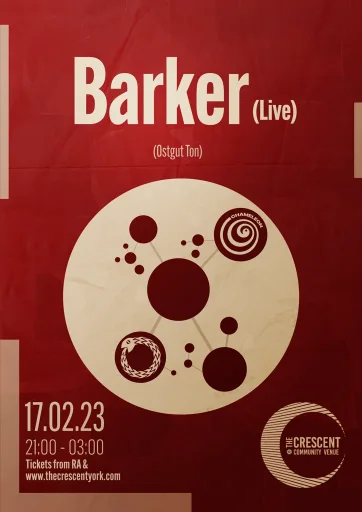 Barker (Live)
(Ostgut Ton)
CHAMELEON
17.02.23
21:00 - 03:00
Tickets from RA &
www.thecrescentyork.com
THE CRESCENT
COMMUNITY VENUE